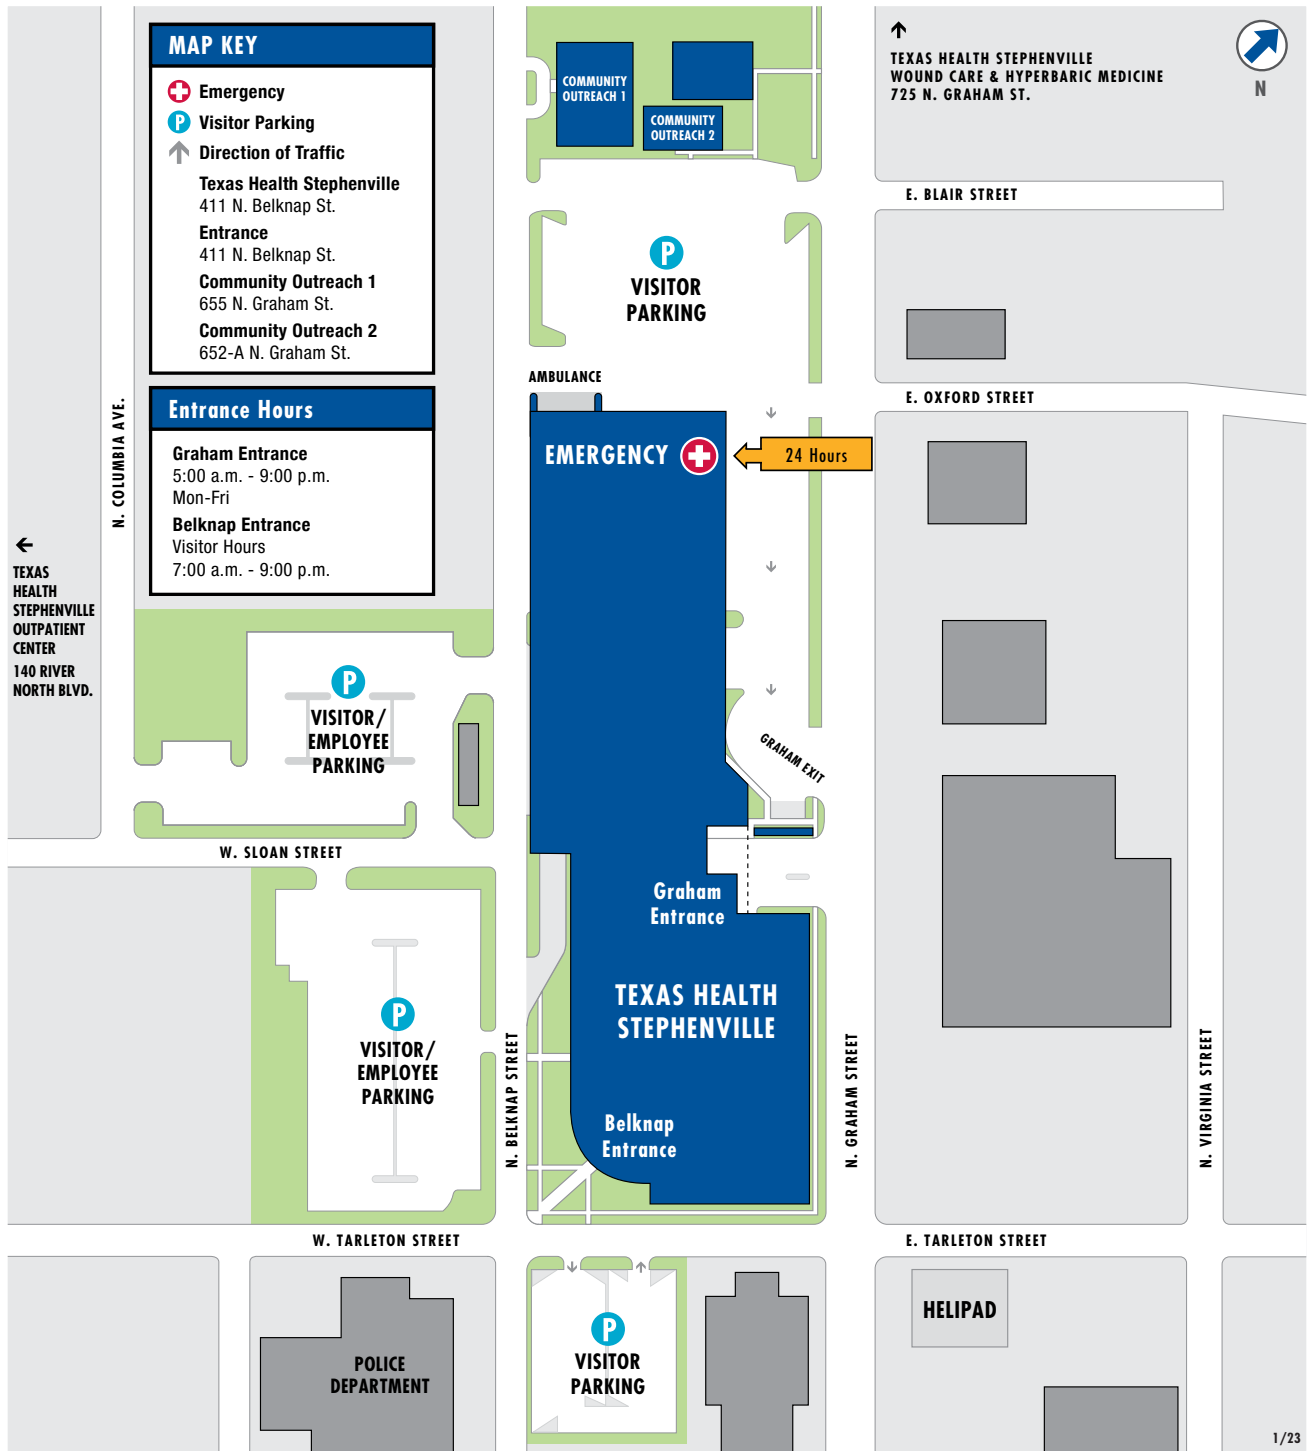 MAP KEY
Emergency
P Visitor Parking
Direction of Traffic
Texas Health Stephenville
411 N. Belknap St.
Entrance
411 N. Belknap St.
Community Outreach 1
655 N. Graham St.
Community Outreach 2
652-A N. Graham St.
Entrance Hours
Graham Entrance
5:00 a.m. - 9:00 p.m.
Mon-Fri
Belknap Entrance
Visitor Hours
7:00 a.m. - 9:00 p.m.
COMMUNITY
OUTREACH 1
COMMUNITY
OUTREACH 2
TEXAS HEALTH STEPHENVILLE
WOUND CARE & HYPERBARIC MEDICINE
725 N. GRAHAM ST.
N
E. BLAIR STREET
P
VISITOR
PARKING
AMBULANCE
E. OXFORD STREET
EMERGENCY
24 Hours
N. COLUMBIA AVE.
TEXAS
HEALTH
STEPHENVILLE
OUTPATIENT
CENTER
140 RIVER
NORTH BLVD.
P
VISITOR/
EMPLOYEE
PARKING
GRAHAM EXIT
W. SLOAN STREET
Graham
Entrance
TEXAS HEALTH
STEPHENVILLE
P
VISITOR/
EMPLOYEE
PARKING
N. BELKNAP STREET
Belknap
Entrance
N. GRAHAM STREET
N. VIRGINIA STREET
W. TARLETON STREET
E. TARLETON STREET
HELIPAD
P
VISITOR
PARKING
POLICE
DEPARTMENT
1/23